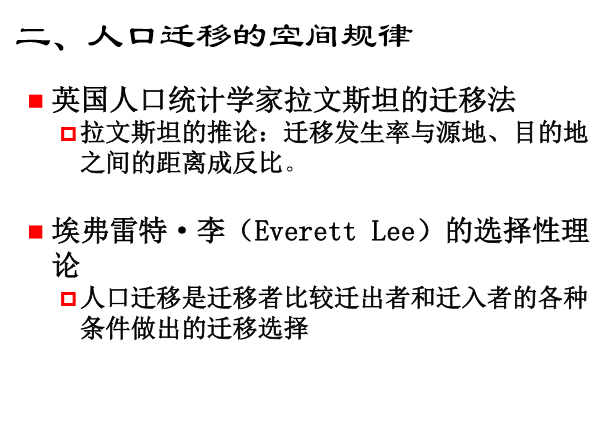 二、人口迁移的空间规律
英国人口统计学家拉文斯坦的迁移法
拉文斯坦的推论：迁移发生率与源地、目的地
之间的距离成反比。
埃弗雷特·李（Everett Lee）的选择性理
论
人口迁移是迁移者比较迁出者和迁入者的各种
条件做出的迁移选择